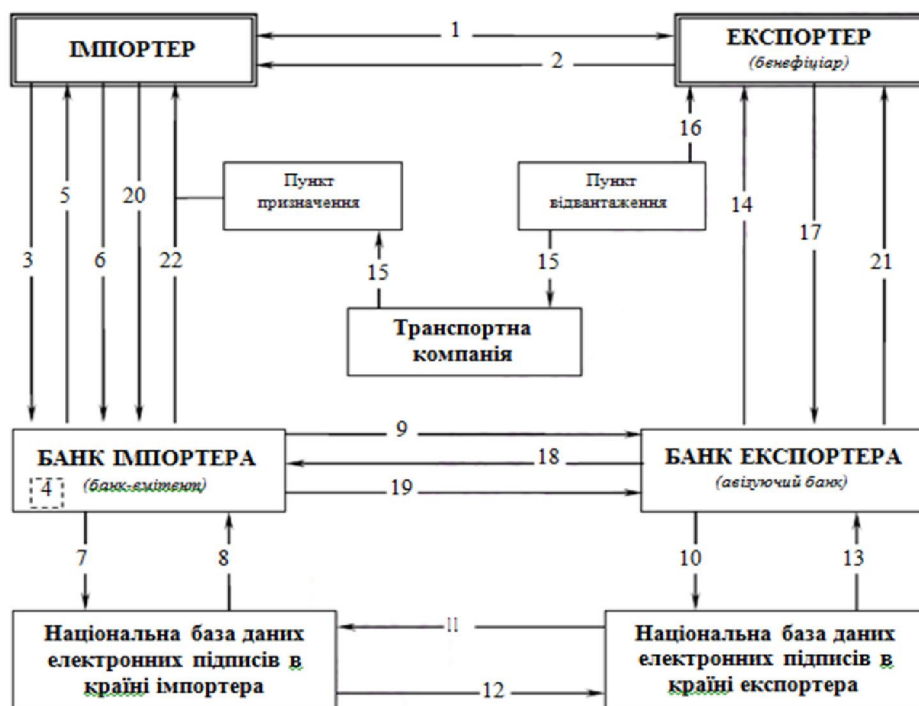 ІМПОРТЕР
1
2
ЕКСПОРТЕР
(бенефіціар)
16
Пункт
призначення
Пункт
відвантаження
3
5
6
20
22
15
15
14
17
21
Транспортна
компанія
БАНК ІМПОРТЕРА
(банк-емітент)
4
9
18
19
БАНК ЕКСПОРТЕРА
(авізуючий банк)
7
8
10
13
Національна база даних
електронних підписів в
країні імпортера
11
12
Національна база даних
електронних підписів в
країні експортера